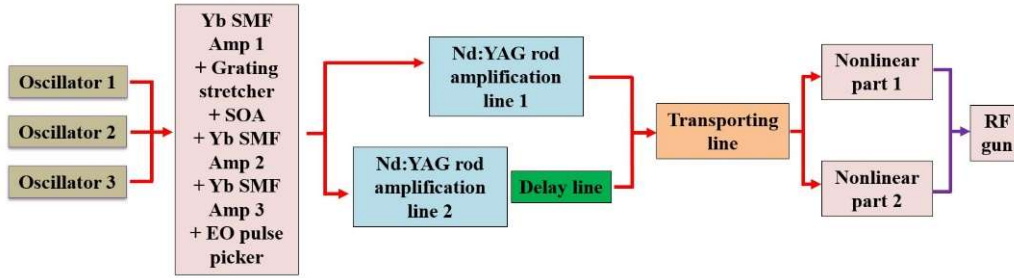 Oscillator 1
Oscillator 2
Oscillator 3
Yb SMF
Amp 1
+ Grating
stretcher
+ SOA
+ Yb SMF
Amp 2
+ Yb SMF
Amp 3
+ EO pulse
picker
Nd:YAG rod
amplification
line 1
Nd:YAG rod
amplification
line 2
Delay line
Transporting
line
Nonlinear
part 1
Nonlinear
part 2
RF
gun